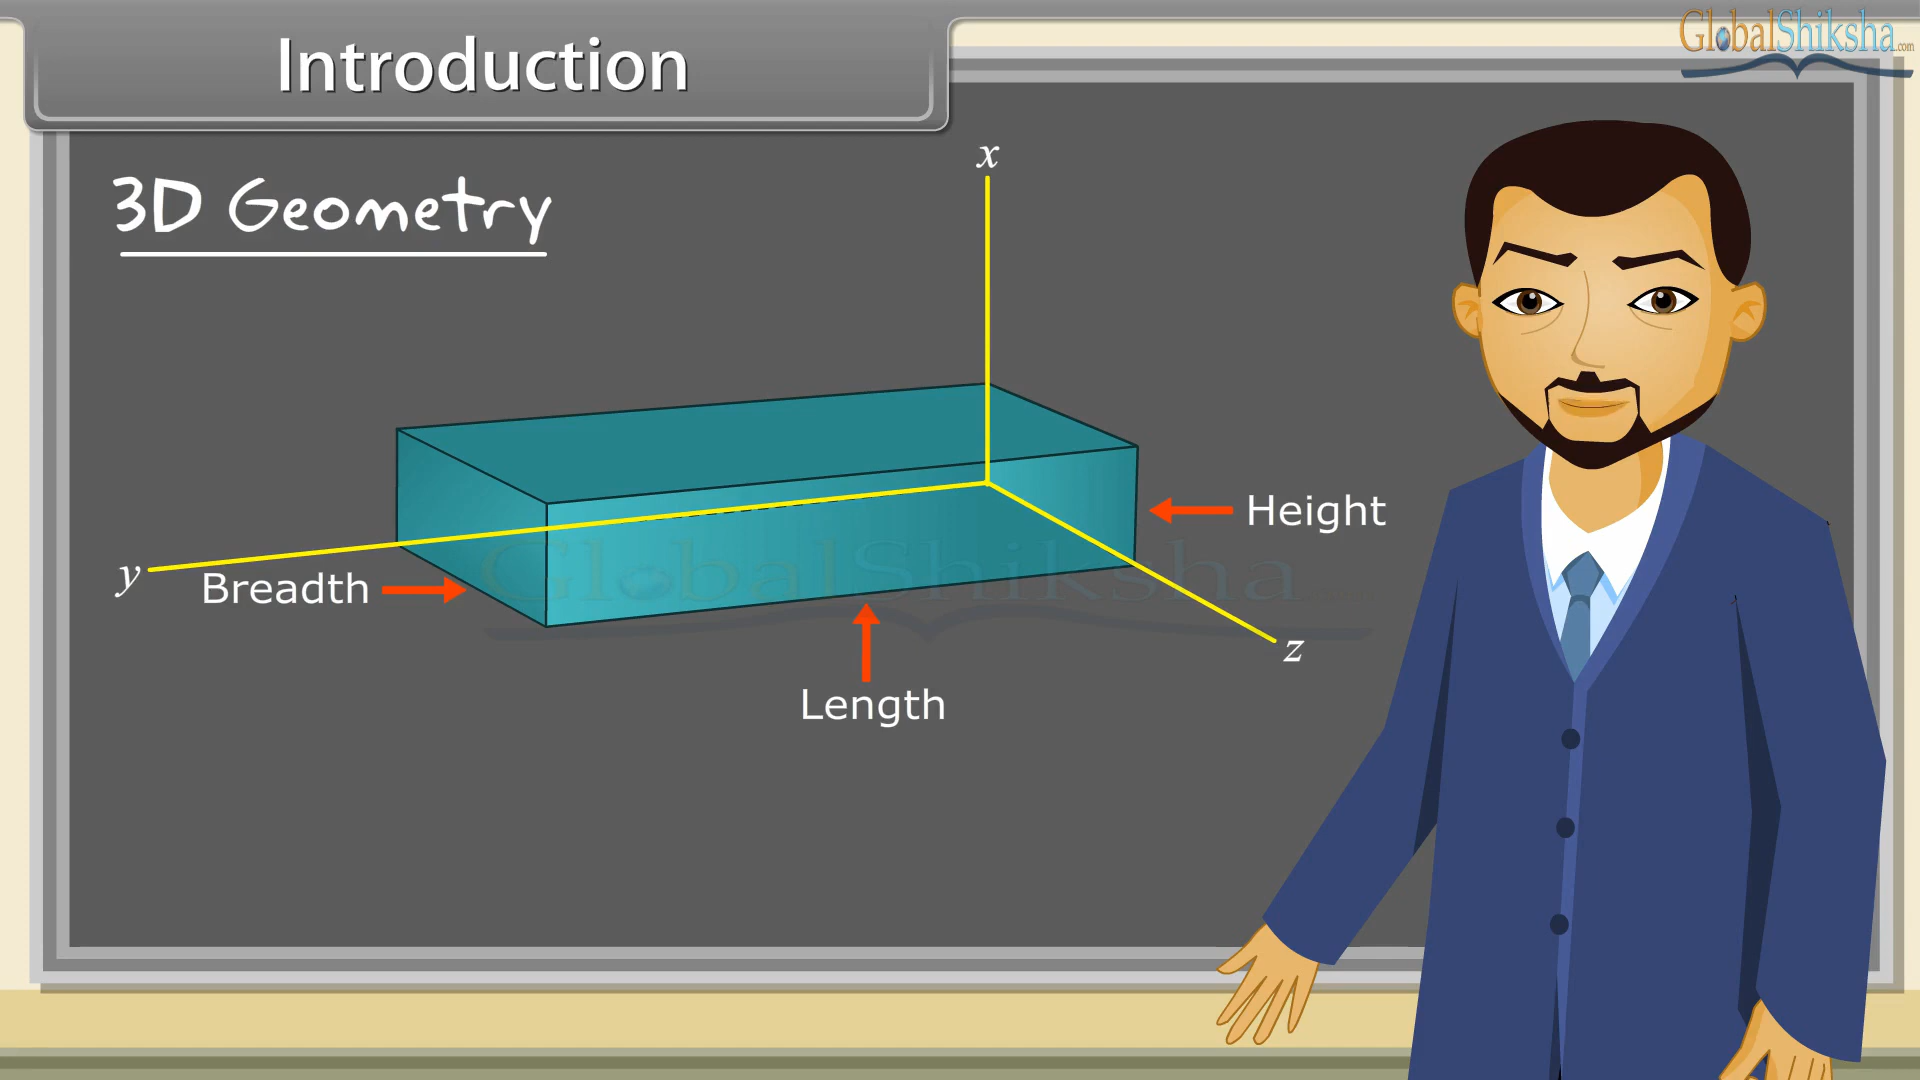 Introduction
GlobalShiksha.com
3D Geometry
x
Height
y
Breadth
GlobalShiksha
z
Length